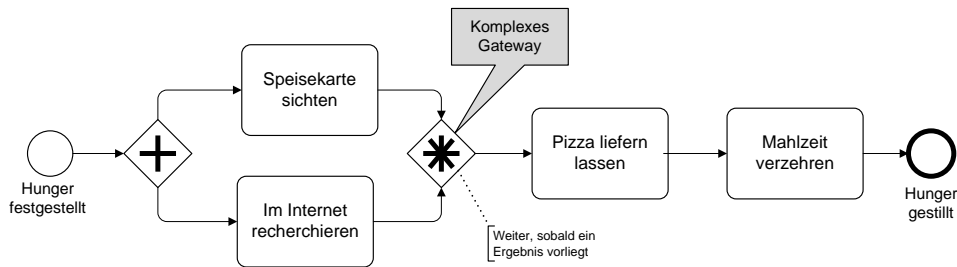 Komplexes
Gateway
Speisekarte
sichten
Pizza liefern
lassen
Mahlzeit
verzehren
Hunger
festgestellt
Im Internet
recherchieren
Hunger
gestillt
Weiter, sobald ein
Ergebnis vorliegt